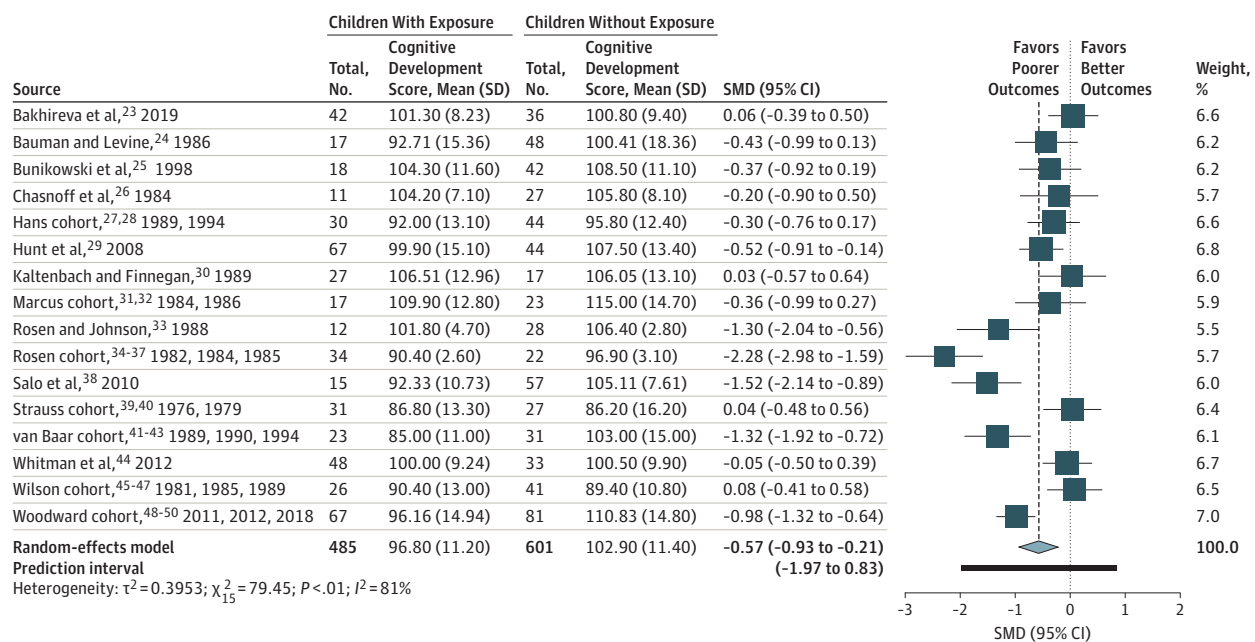 Children With Exposure Children Without Exposure
Source Total, No. Cognitive Development Score, Mean (SD) Total, No. Cognitive Development Score, Mean (SD) SMD (95% CI) Favors Poorer Outcomes Favors Better Outcomes Weight, %
Bakhireva et al,23 2019 42 101.30 (8.23) 36 100.80 (9.40) 0.06 (-0.39 to 0.50) 6.6
Bauman and Levine,24 1986 17 92.71 (15.36) 48 100.41 (18.36) -0.43 (-0.99 to 0.13) 6.2
Bunikowski et al,25 1998 18 104.30 (11.60) 42 108.50 (11.10) -0.37 (-0.92 to 0.19) 6.2
Chasnoff et al,26 1984 11 104.20 (7.10) 27 105.80 (8.10) -0.20 (-0.90 to 0.50) 5.7
Hans cohort,27,28 1989, 1994 30 92.00 (13.10) 44 95.80 (12.40) -0.30 (-0.76 to 0.17) 6.6
Hunt et al,29 2008 67 99.90 (15.10) 44 107.50 (13.40) -0.52 (-0.91 to -0.14) 6.8
Kaltenbach and Finnegan,30 1989 27 106.51 (12.96) 17 106.05 (13.10) 0.03 (-0.57 to 0.64) 6.0
Marcus cohort,31,32 1984, 1986 17 109.90 (12.80) 23 115.00 (14.70) -0.36 (-0.99 to 0.27) 5.9
Rosen and Johnson,33 1988 12 101.80 (4.70) 28 106.40 (2.80) -1.30 (-2.04 to -0.56) 5.5
Rosen cohort,34-37 1982, 1984, 1985 34 90.40 (2.60) 22 96.90 (3.10) -2.28 (-2.98 to -1.59) 5.7
Salo et al,38 2010 15 92.33 (10.73) 57 105.11 (7.61) -1.52 (-2.14 to -0.89) 6.0
Strauss cohort,39,40 1976, 1979 31 86.80 (13.30) 27 86.20 (16.20) 0.04 (-0.48 to 0.56) 6.4
van Baar cohort,41-43 1989, 1990, 1994 23 85.00 (11.00) 31 103.00 (15.00) -1.32 (-1.92 to -0.72) 6.1
Whitman et al,44 2012 48 100.00 (9.24) 33 100.50 (9.90) -0.05 (-0.50 to 0.39) 6.7
Wilson cohort,45-47 1981, 1985, 1989 26 90.40 (13.00) 41 89.40 (10.80) 0.08 (-0.41 to 0.58) 6.5
Woodward cohort,48-50 2011, 2012, 2018 67 96.16 (14.94) 81 110.83 (14.80) -0.98 (-1.32 to -0.64) 7.0
Random-effects model 485 96.80 (11.20) 601 102.90 (11.40) -0.57 (-0.93 to -0.21) 100.0
Prediction interval (-1.97 to 0.83)
Heterogeneity: τ2 = 0.3953; χ2 15 = 79.45; P <.01; I2 = 81%
-3 -2 -1 0 1 2
SMD (95% CI)